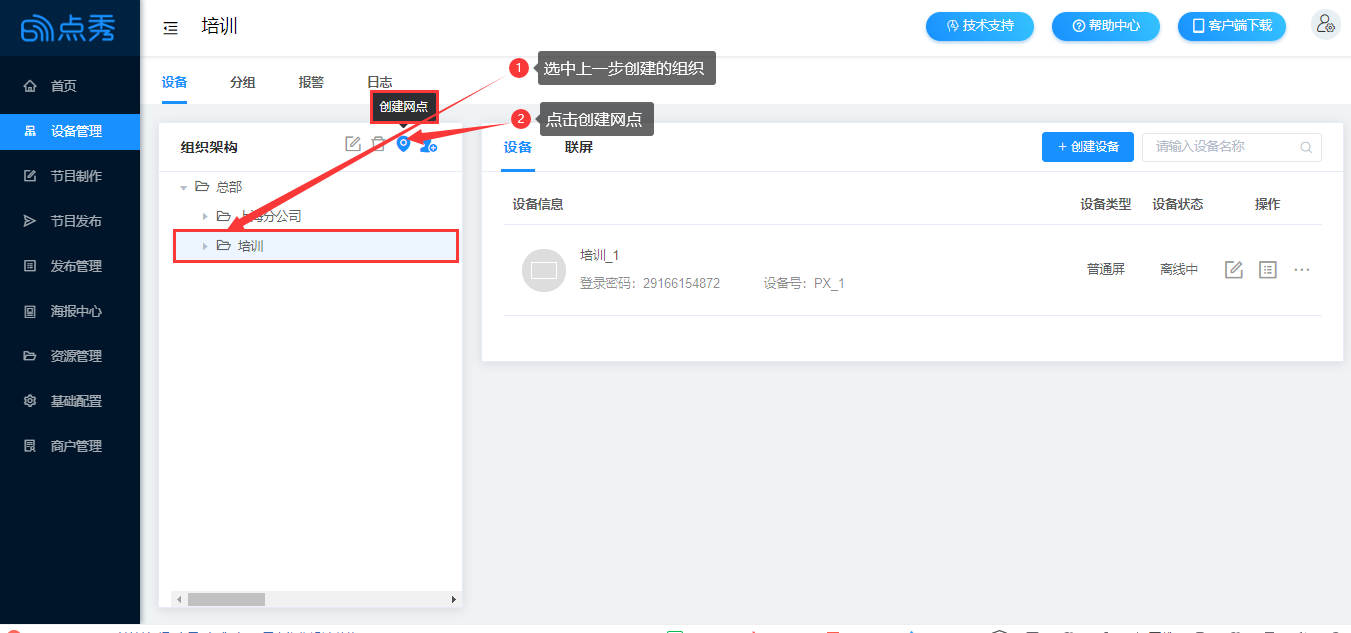 点秀
培训
技术支持
帮助中心
客户端下载
首页
设备管理
节目制作
节目发布
发布管理
海报中心
资源管理
基础配置
商户管理
设备
分组
报警
日志
1
选中上一步创建的组织
创建网点
2
点击创建网点
组织架构
总部
上海分公司
培训
设备
联屏
+ 创建设备
请输入设备名称
设备信息
设备类型
设备状态
操作
培训_1
登录密码：29166154872
设备号：PX_1
普通屏
离线中